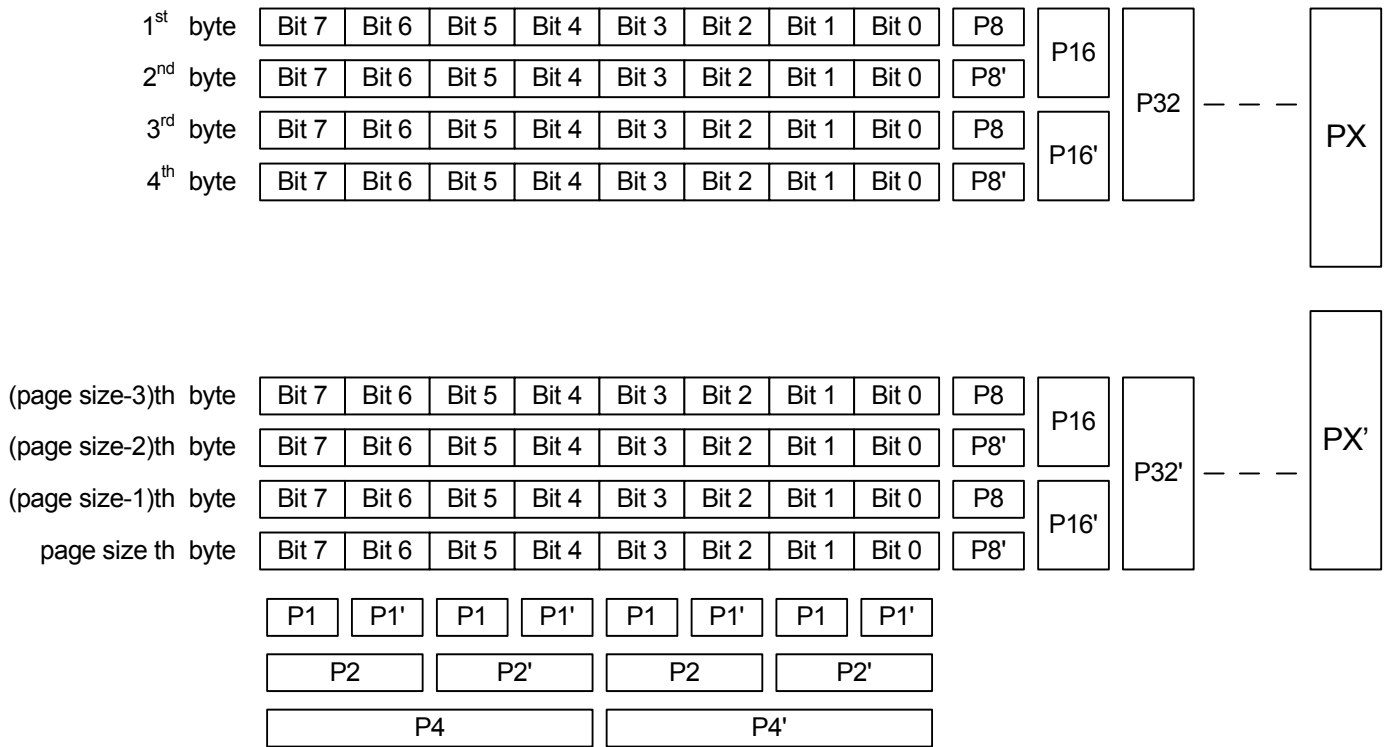 1st byte Bit 7 Bit 6 Bit 5 Bit 4 Bit 3 Bit 2 Bit 1 Bit 0 P8
P16
2nd byte Bit 7 Bit 6 Bit 5 Bit 4 Bit 3 Bit 2 Bit 1 Bit 0 P8'
P32
PX
3rd byte Bit 7 Bit 6 Bit 5 Bit 4 Bit 3 Bit 2 Bit 1 Bit 0 P8
P16'
4th byte Bit 7 Bit 6 Bit 5 Bit 4 Bit 3 Bit 2 Bit 1 Bit 0 P8'
(page size-3)th byte Bit 7 Bit 6 Bit 5 Bit 4 Bit 3 Bit 2 Bit 1 Bit 0 P8
P16
(page size-2)th byte Bit 7 Bit 6 Bit 5 Bit 4 Bit 3 Bit 2 Bit 1 Bit 0 P8'
PX’
P32'
(page size-1)th byte Bit 7 Bit 6 Bit 5 Bit 4 Bit 3 Bit 2 Bit 1 Bit 0 P8
P16'
page size th byte Bit 7 Bit 6 Bit 5 Bit 4 Bit 3 Bit 2 Bit 1 Bit 0 P8'
P1 P1' P1 P1' P1 P1' P1 P1'
P2 P2' P2 P2'
P4 P4'